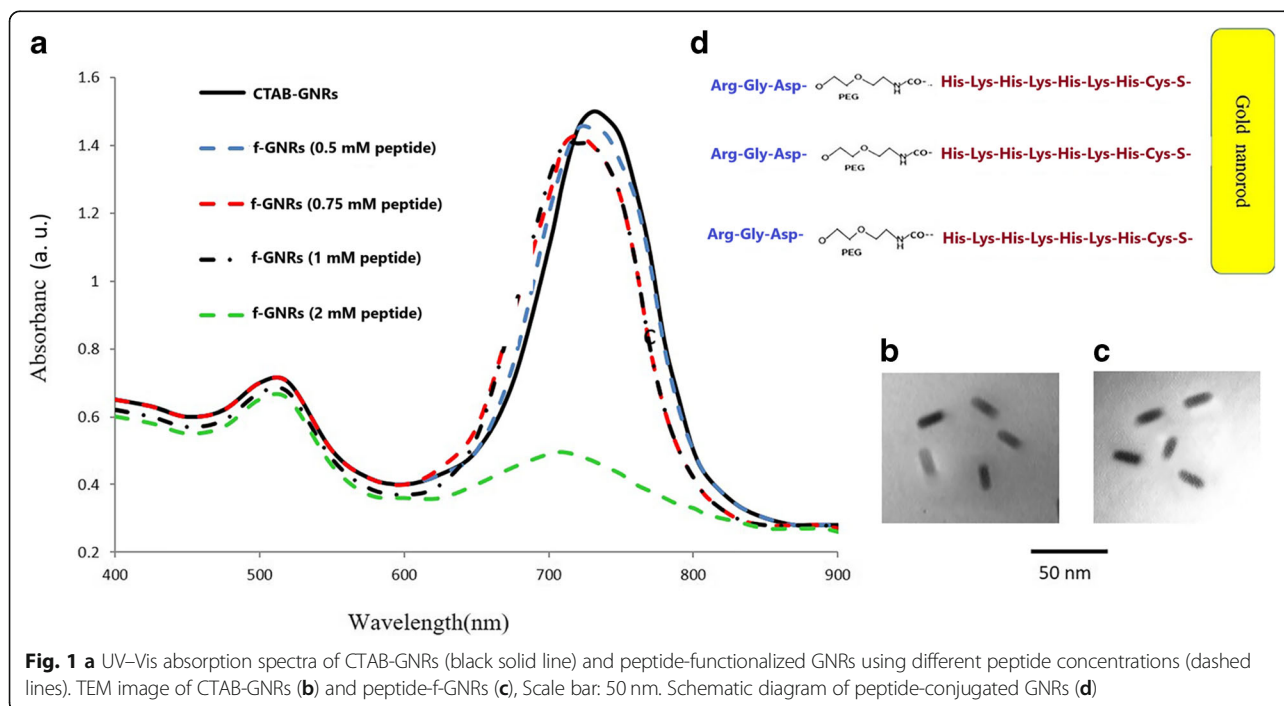 a
1.6
1.4
1.2
1
0.8
0.6
0.4
0.2
Absorbanc (a. u.)
CTAB-GNRs
f-GNRs (0.5 mM peptide)
f-GNRs (0.75 mM peptide)
f-GNRs (1 mM peptide)
f-GNRs (2 mM peptide)
400 500 600 700 800 900
Wavelength(nm)
d
Arg-Gly-Asp- O O N H CO-- His-Lys-His-Lys-His-Lys-His-Cys-S-
PEG
Arg-Gly-Asp- O O N H CO- His-Lys-His-Lys-His-Lys-His-Cys-S-
PEG
Arg-Gly-Asp- O O N H CO-- His-Lys-His-Lys-His-Lys-His-Cys-S-
PEG
Gold nanorod
b
c
50 nm
Fig. 1 a UV–Vis absorption spectra of CTAB-GNRs (black solid line) and peptide-functionalized GNRs using different peptide concentrations (dashed
lines). TEM image of CTAB-GNRs (b) and peptide-f-GNRs (c), Scale bar: 50 nm. Schematic diagram of peptide-conjugated GNRs (d)